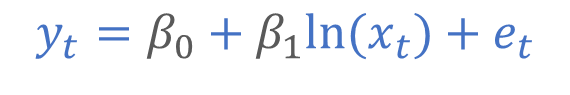 yₜ = β₀ + β₁ln(xₜ) + eₜ